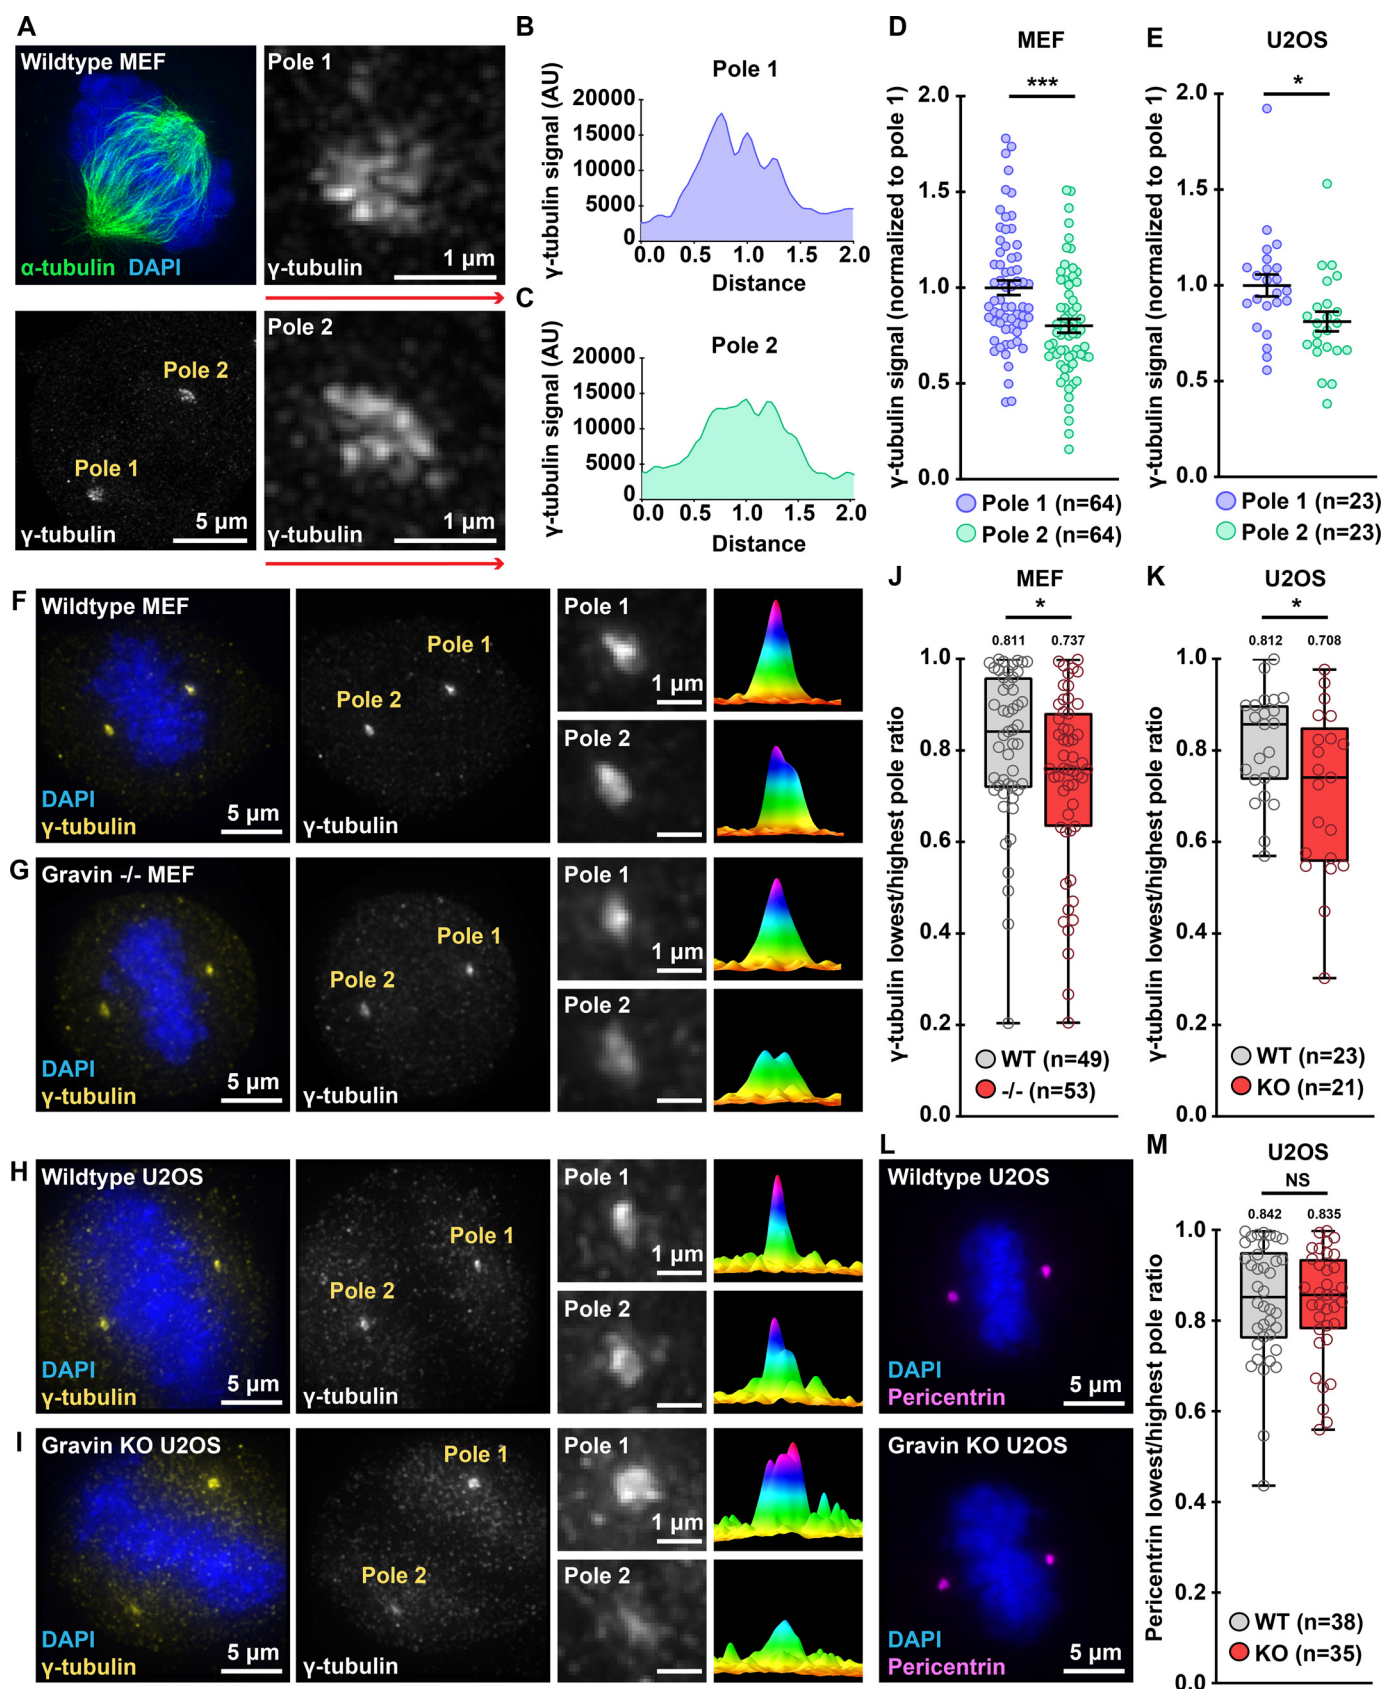 A
Wildtype MEF
α-tubulin DAPI
Pole 1
γ-tubulin
1 µm
Pole 2
Pole 1
γ-tubulin
5 µm
Pole 2
γ-tubulin
1 µm
B
Pole 1
γ-tubulin signal (AU)
20000
15000
10000
5000
0
0.0 0.5 1.0 1.5 2.0
Distance
C
Pole 2
γ-tubulin signal (AU)
20000
15000
10000
5000
0
0.0 0.5 1.0 1.5 2.0
Distance
D
MEF
***
γ-tubulin signal (normalized to pole 1)
2.0
1.5
1.0
0.5
0.0
Pole 1 (n=64)
Pole 2 (n=64)
E
U2OS
*
γ-tubulin signal (normalized to pole 1)
2.0
1.5
1.0
0.5
0.0
Pole 1 (n=23)
Pole 2 (n=23)
F
Wildtype MEF
DAPI
γ-tubulin
5 µm
Pole 1
Pole 2
γ-tubulin
Pole 1
1 µm
Pole 2
G
Gravin -/- MEF
DAPI
γ-tubulin
5 µm
Pole 1
Pole 2
γ-tubulin
Pole 1
1 µm
Pole 2
H
Wildtype U2OS
DAPI
γ-tubulin
5 µm
Pole 1
Pole 2
γ-tubulin
Pole 1
1 µm
Pole 2
I
Gravin KO U2OS
DAPI
γ-tubulin
5 µm
Pole 1
Pole 2
γ-tubulin
Pole 1
1 µm
Pole 2
J
MEF
*
0.811 0.737
γ-tubulin lowest/highest pole ratio
1.0
0.8
0.6
0.4
0.2
0.0
WT (n=49)
-/- (n=53)
K
U2OS
*
0.812 0.708
γ-tubulin lowest/highest pole ratio
1.0
0.8
0.6
0.4
0.2
0.0
WT (n=23)
KO (n=21)
L
Wildtype U2OS
DAPI
Pericentrin
5 µm
Gravin KO U2OS
DAPI
Pericentrin
5 µm
M
U2OS
NS
0.842 0.835
Pericentrin lowest/highest pole ratio
1.0
0.8
0.6
0.4
0.2
0.0
WT (n=38)
KO (n=35)